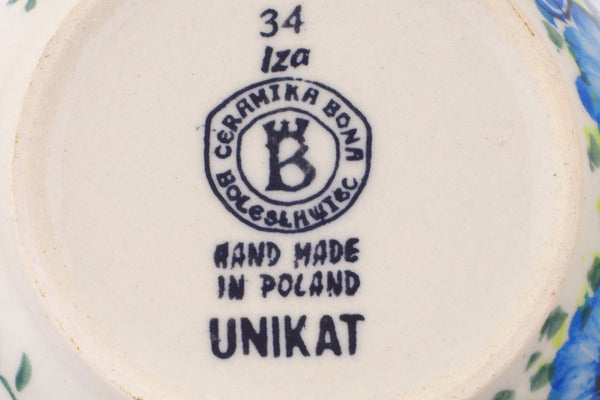 34
Iza
CERAMIKA BONA
B
BOLESŁAWIEC
HAND MADE
IN POLAND
UNIKAT